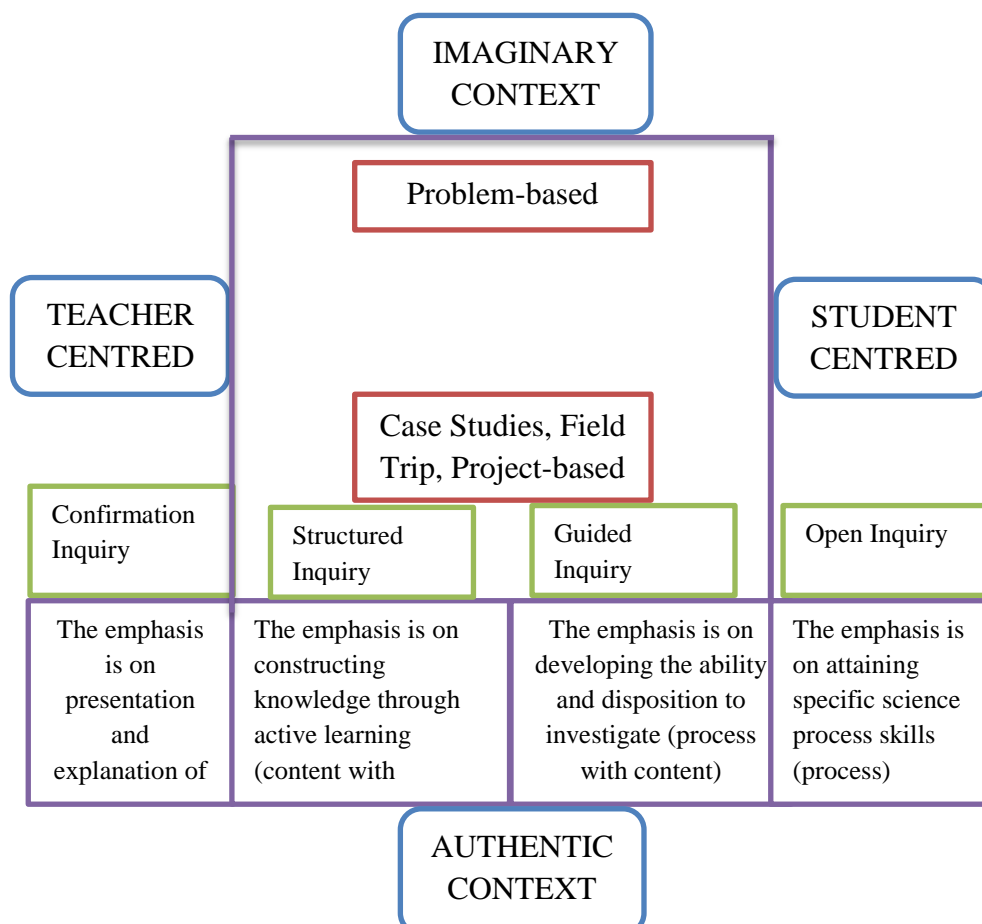 IMAGINARY
CONTEXT
Problem-based
TEACHER
CENTRED
STUDENT
CENTRED
Case Studies, Field
Trip, Project-based
Confirmation
Inquiry
Structured
Inquiry
Guided
Inquiry
Open Inquiry
The emphasis
is on
presentation
and
explanation of
The emphasis is on
constructing
knowledge through
active learning
(content with
The emphasis is on
developing the ability
and disposition to
investigate (process
with content)
The emphasis is
on attaining
specific science
process skills
(process)
AUTHENTIC
CONTEXT